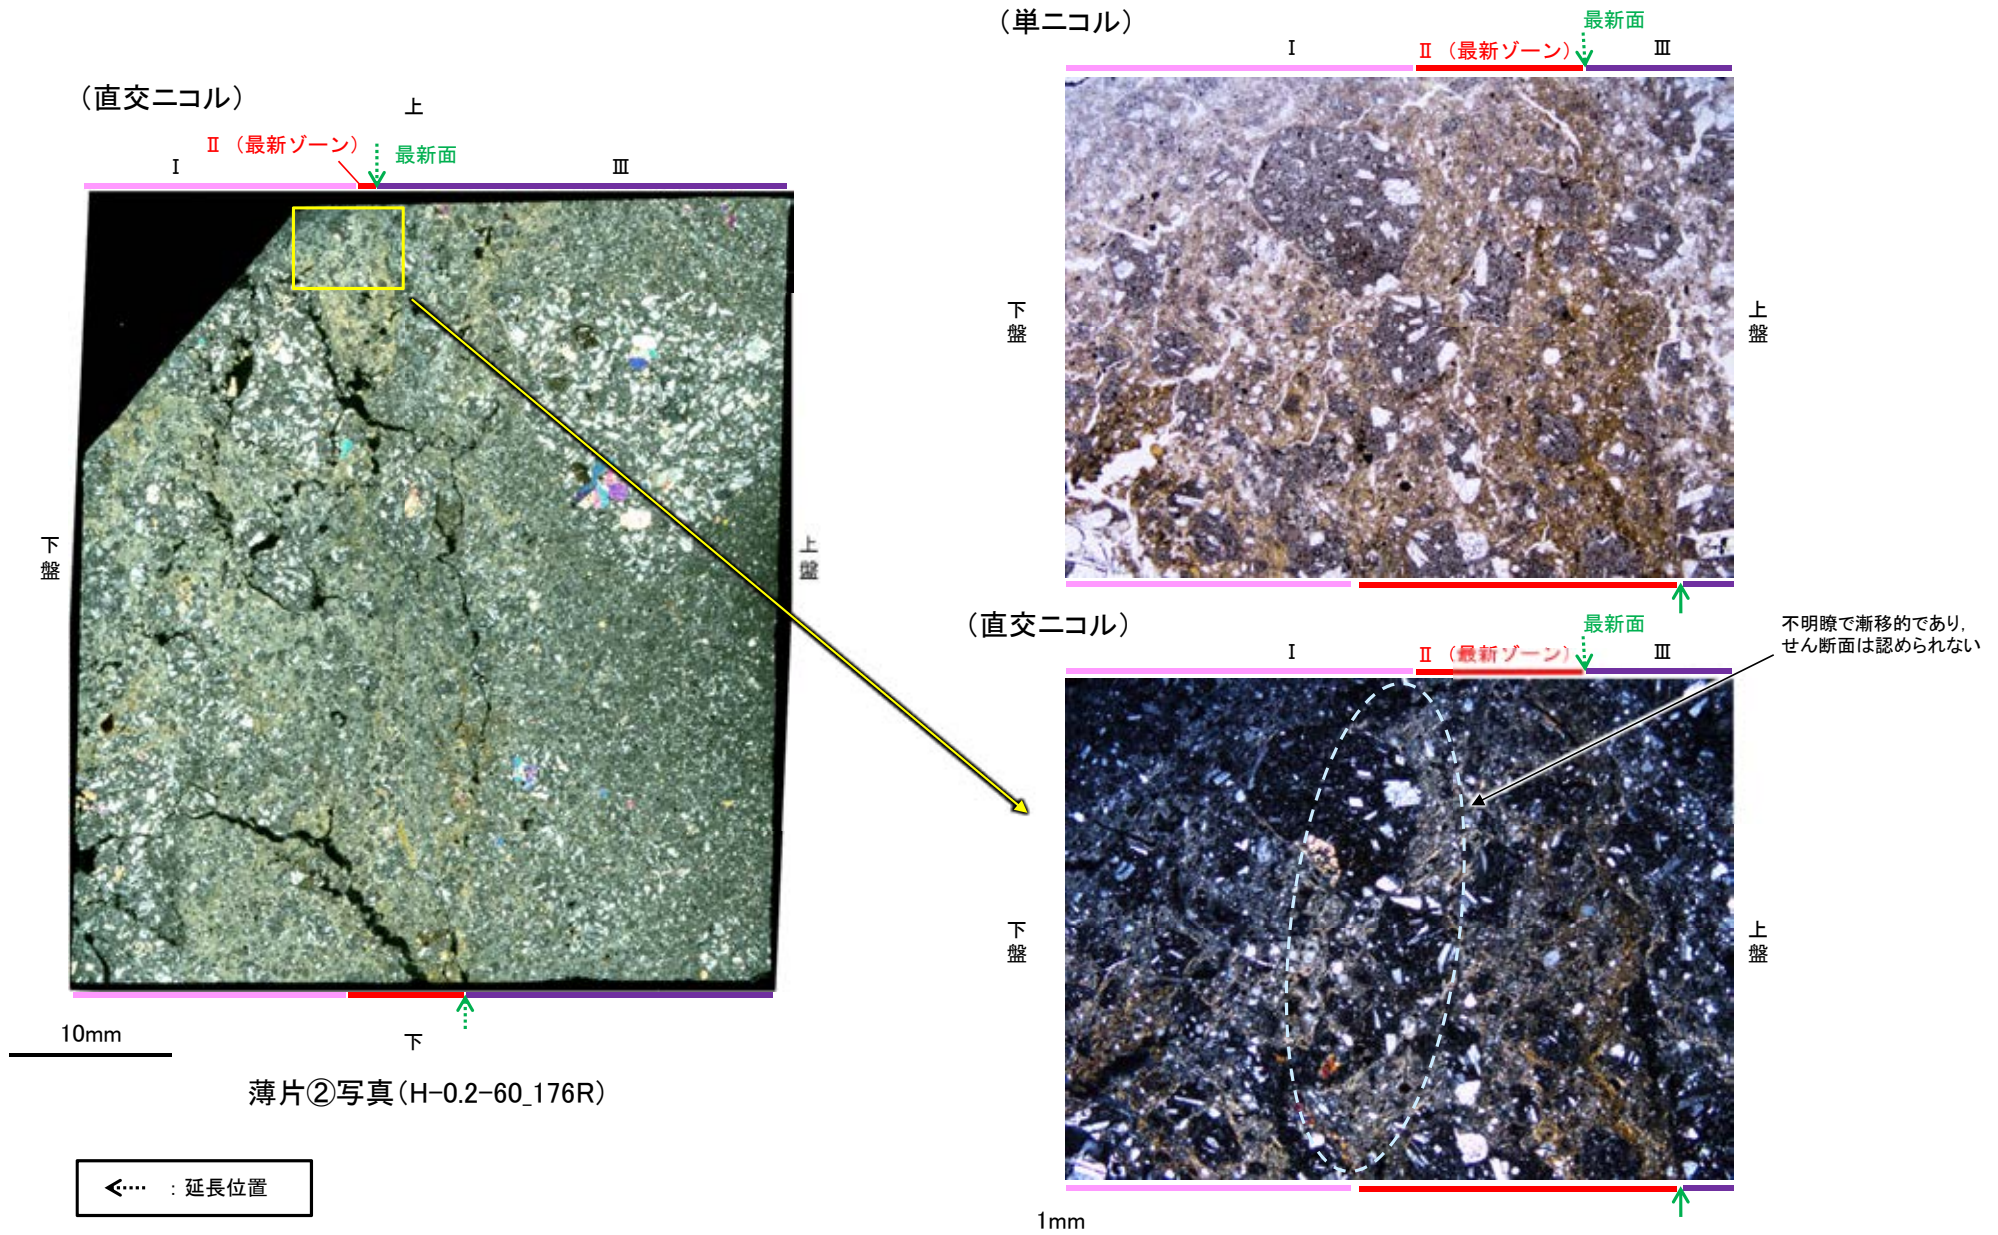 (直交ニコル)
上
Ⅱ (最新ゾーン)
最新面
Ⅰ
Ⅲ
下盤
上盤
10mm
下
薄片②写真(H-0.2-60_176R)
: 延長位置
(単ニコル)
最新面
Ⅰ
Ⅱ (最新ゾーン)
Ⅲ
下盤
上盤
(直交ニコル)
最新面
Ⅰ
Ⅱ (最新ゾーン)
Ⅲ
不明瞭で漸移的であり,
せん断面は認められない
下盤
上盤
1mm